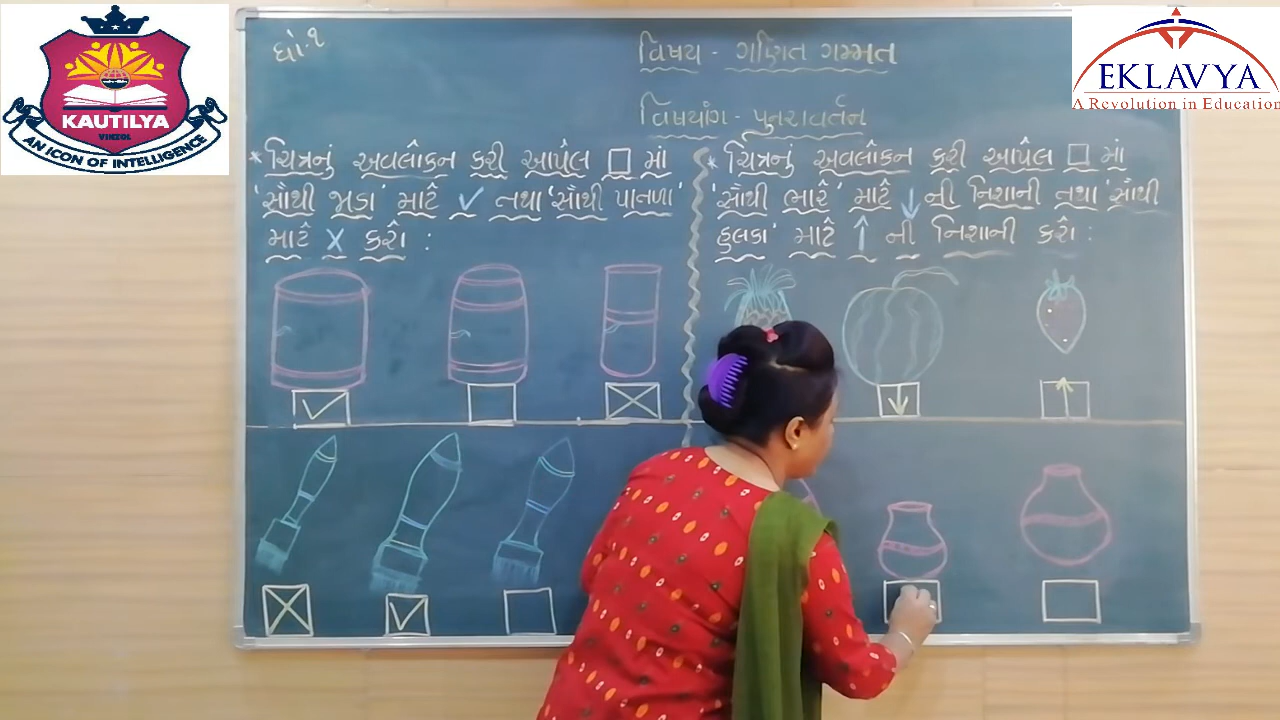 KAUTILYA
VINZOL
AN ICON OF INTELLIGENCE
EKLAVYA
A Revolution in Education
ધો.૧
વિષય - ગણિત ગમ્મત
વિષયાંગ - પુનરાવર્તન
* ચિત્રનું અવલોકન કરી આપેલ □ માં
'સૌથી જાડા' માટે ✓ તથા 'સૌથી પાતળા'
માટે X કરો :
* ચિત્રનું અવલોકન કરી આપેલ □ માં
'સૌથી ભારે' માટે ↓ ની નિશાની તથા 'સૌથી
હલકા' માટે ↑ ની નિશાની કરો :